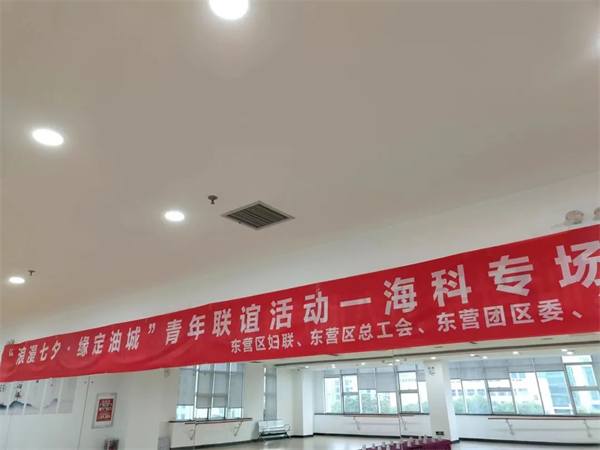 “浪漫七夕·缘定油城”青年联谊活动—海科专场
东营区妇联、东营区总工会、东营团区委、